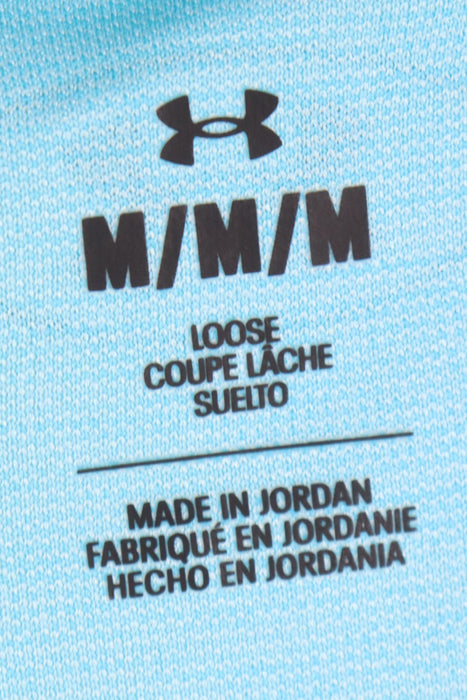 M/M/M
LOOSE
COUPE LÂCHE
SUELTO
MADE IN JORDAN
FABRIQUÉ EN JORDANIE
HECHO EN JORDANIA